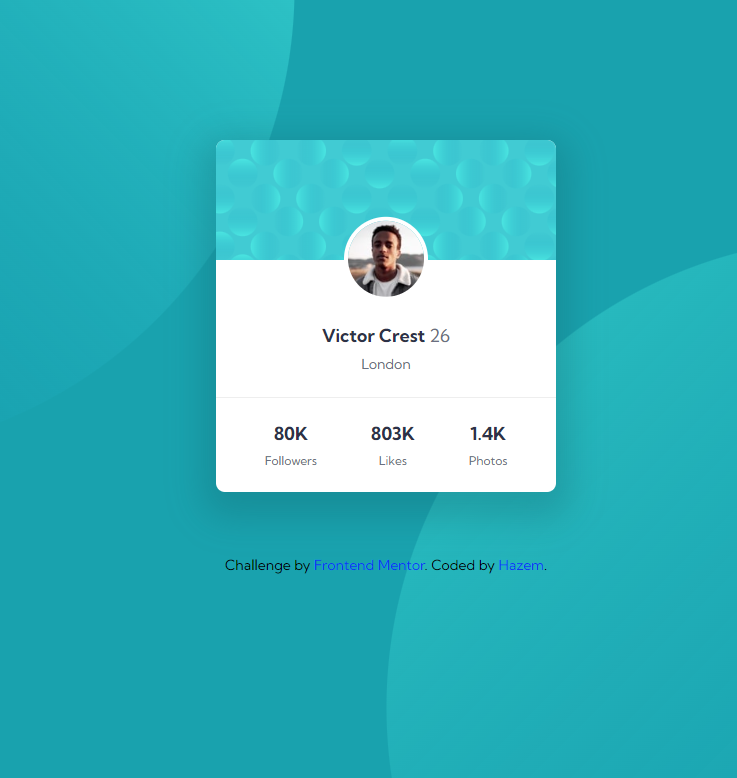 Victor Crest 26
London
80K 803K 1.4K
Followers Likes Photos
Challenge by Frontend Mentor. Coded by Hazem.